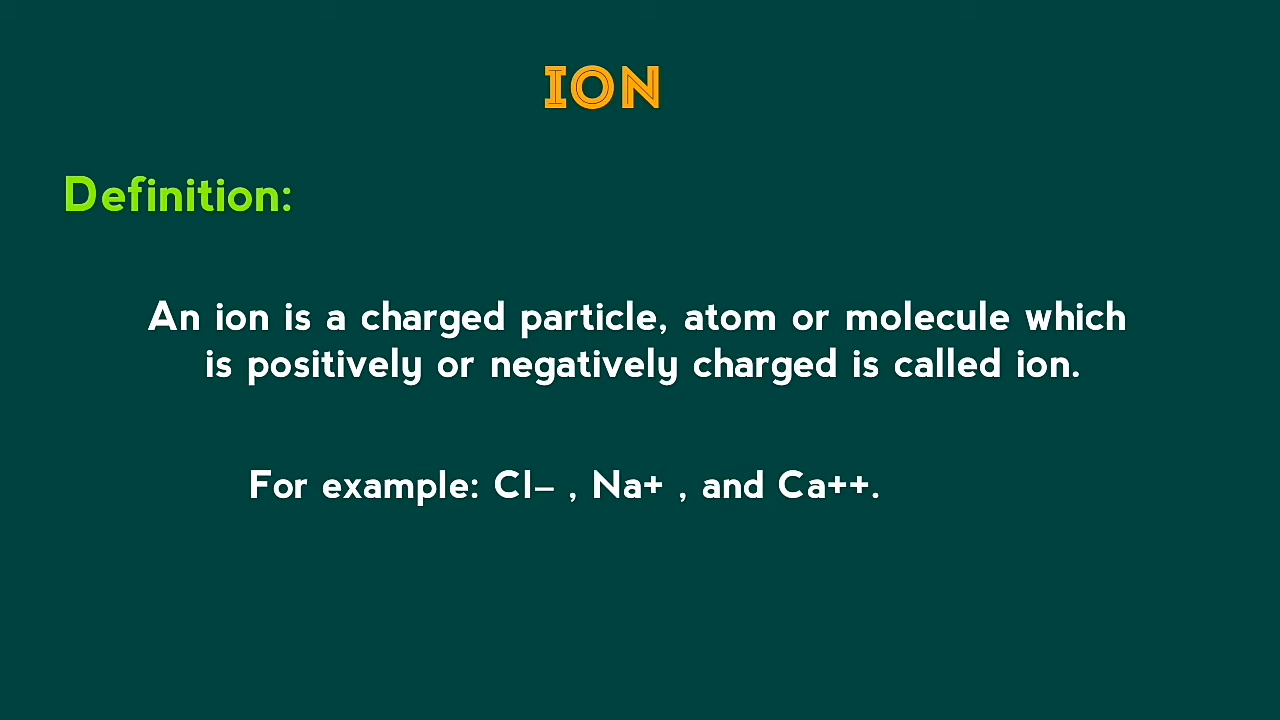 ION
Definition:
An ion is a charged particle, atom or molecule which
is positively or negatively charged is called ion.
For example: Cl– , Na+ , and Ca++.